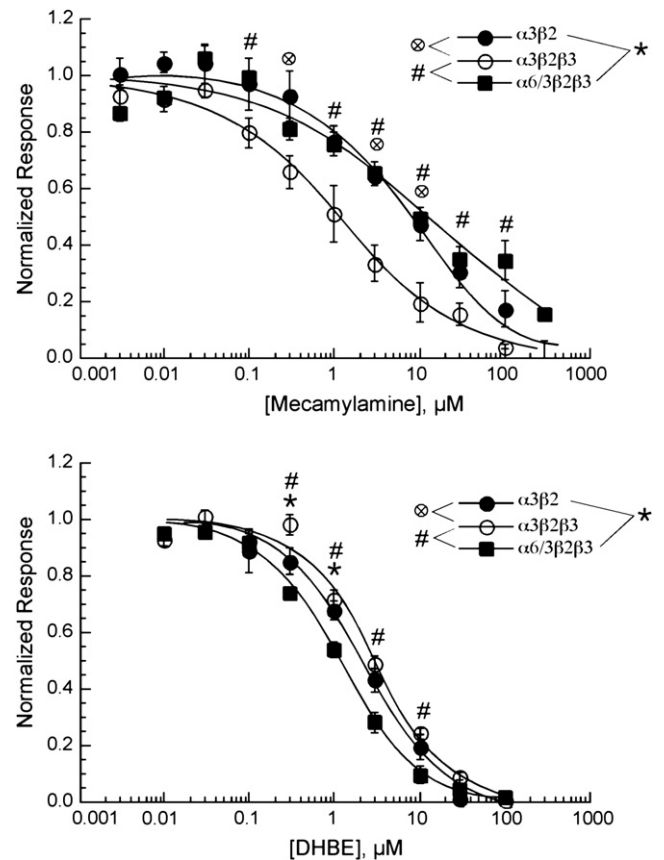 1.2
# ⊗ ⊗ α3β2
1.0 # α3β2β3 *
# # ⊗ # α6/3β2β3
0.8 ⊗ # #
0.6
0.4
0.2
0.0
Normalized Response
0.001 0.01 0.1 1 10 100 1000
[Mecamylamine], µM
1.2
# ⊗ α3β2
1.0 * # α3β2β3 *
* # α6/3β2β3
0.8
0.6 #
0.4 #
0.2
0.0
Normalized Response
0.001 0.01 0.1 1 10 100 1000
[DHBE], µM